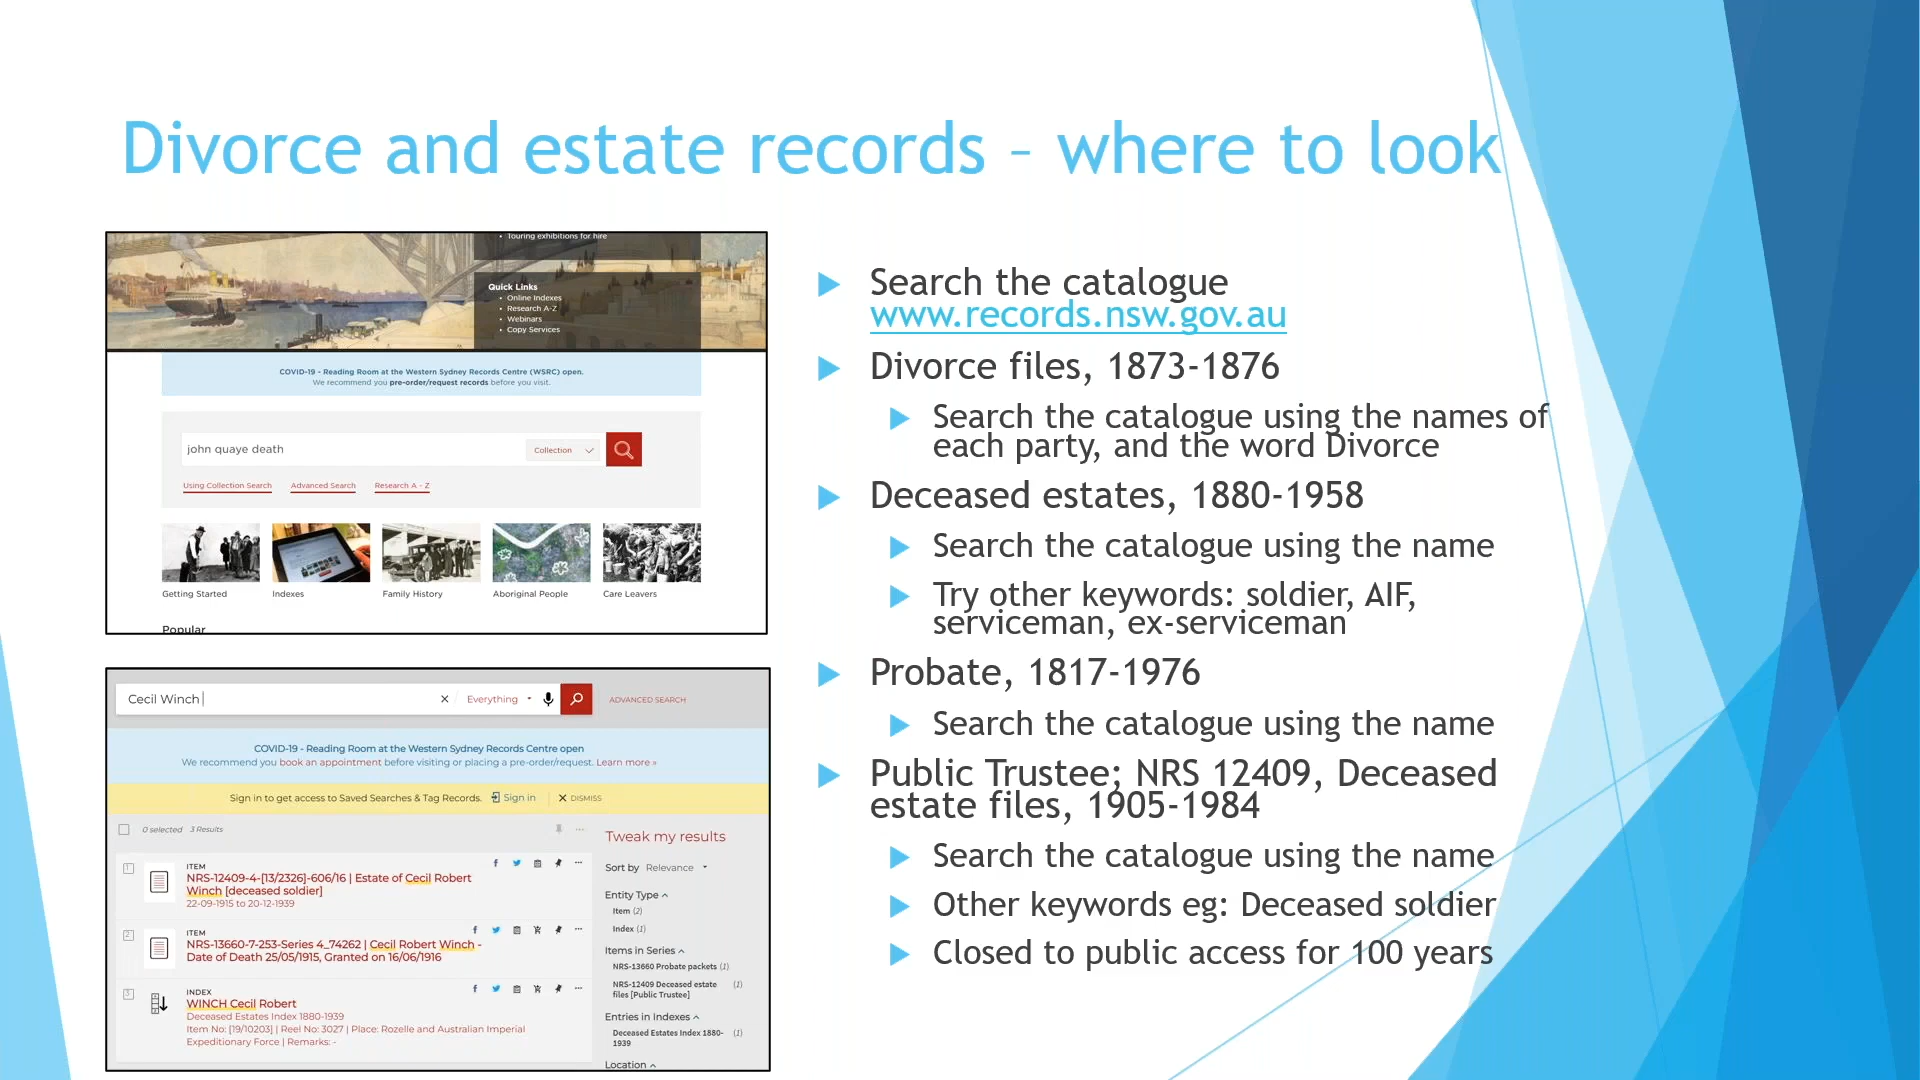 Divorce and estate records – where to look
• Touring exhibitions for hire
Quick Links
• Online Indexes
• Research A-Z
• Webinars
• Copy Services
COVID-19 - Reading Room at the Western Sydney Records Centre (WSRC) open.
We recommend you pre-order/request records before you visit.
john quaye death
Collection
Using Collection Search
Advanced Search
Research A - Z
Getting Started
Indexes
Family History
Aboriginal People
Care Leavers
Popular
Cecil Winch
Everything
ADVANCED SEARCH
COVID-19 - Reading Room at the Western Sydney Records Centre open
We recommend you book an appointment before visiting or placing a pre-order/request. Learn more »
Sign in to get access to Saved Searches & Tag Records.
Sign in
DISMISS
0 selected 3 Results
1
ITEM
NRS-12409-4-[13/2326]-606/16 | Estate of Cecil Robert
Winch [deceased soldier]
22-09-1915 to 20-12-1939
2
ITEM
NRS-13660-7-253-Series 4_74262 | Cecil Robert Winch -
Date of Death 25/05/1915, Granted on 16/06/1916
3
INDEX
WINCH Cecil Robert
Deceased Estates Index 1880-1939
Item No: [19/10203] | Reel No: 3027 | Place: Rozelle and Australian Imperial
Expeditionary Force | Remarks: -
Tweak my results
Sort by Relevance
Entity Type
Item (2)
Index (1)
Items in Series
NRS-13660 Probate packets (1)
NRS-12409 Deceased estate (1)
files [Public Trustee]
Entries in Indexes
Deceased Estates Index 1880- (1)
1939
Location
Search the catalogue
www.records.nsw.gov.au
Divorce files, 1873-1876
Search the catalogue using the names of
each party, and the word Divorce
Deceased estates, 1880-1958
Search the catalogue using the name
Try other keywords: soldier, AIF,
serviceman, ex-serviceman
Probate, 1817-1976
Search the catalogue using the name
Public Trustee; NRS 12409, Deceased
estate files, 1905-1984
Search the catalogue using the name
Other keywords eg: Deceased soldier
Closed to public access for 100 years